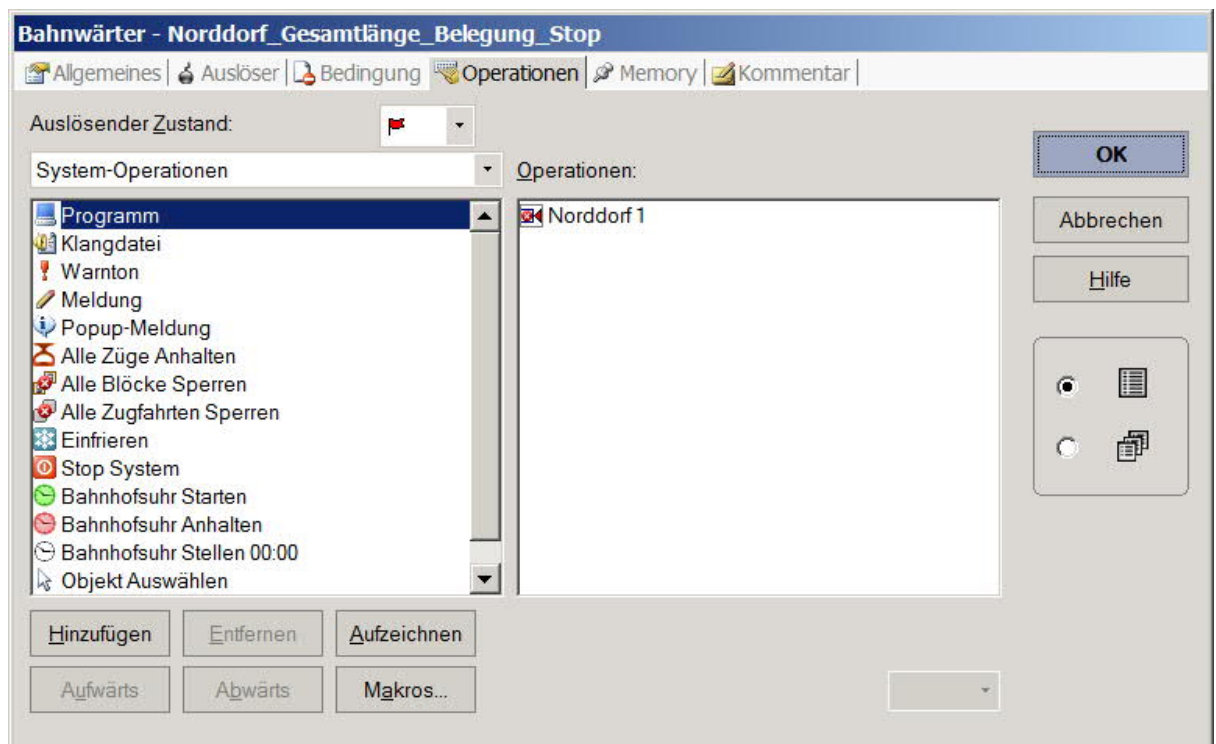 Bahnwärter - Norddorf_Gesamtlänge_Belegung_Stop
Allgemeines Auslöser Bedingung Operationen Memory Kommentar
Auslösender Zustand:
System-Operationen
Operationen:
Programm
Klangdatei
Warnton
Meldung
Popup-Meldung
Alle Züge Anhalten
Alle Blöcke Sperren
Alle Zugfahrten Sperren
Einfrieren
Stop System
Bahnhofsuhr Starten
Bahnhofsuhr Anhalten
Bahnhofsuhr Stellen 00:00
Objekt Auswählen
Norddorf 1
OK
Abbrechen
Hilfe
Hinzufügen Entfernen Aufzeichnen
Aufwärts Abwärts Makros...